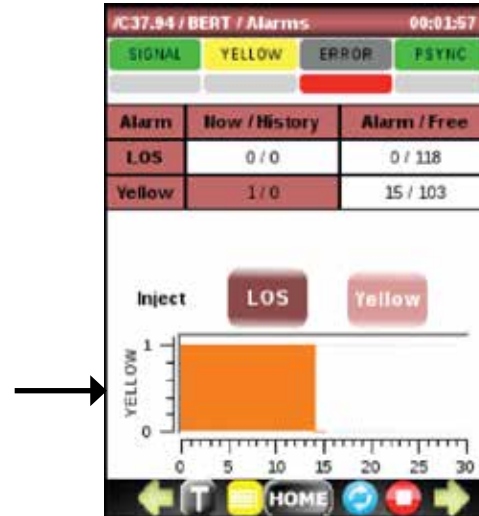 /C37.94 / BERT / Alarms 00:01:57
SIGNAL YELLOW ERROR PSYNC
Alarm Now / History Alarm / Free
LOS 0 / 0 0 / 118
Yellow 1 / 0 15 / 103
Inject LOS Yellow
YELLOW
1
0
0 5 10 15 20 25 30
T HOME